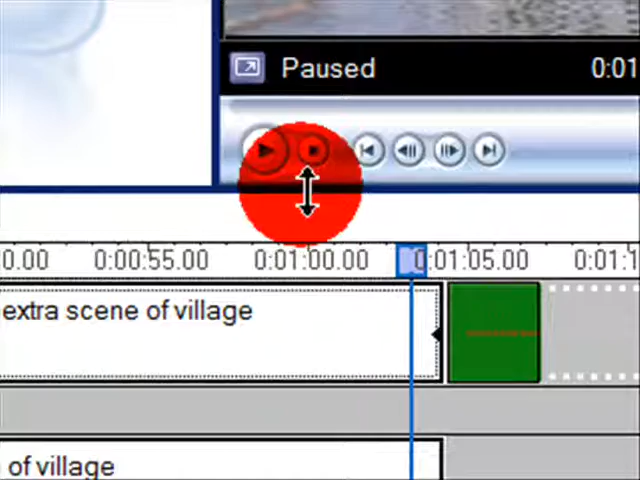 Paused 0:01
0.00 0:00:55.00 0:01:00.00 0:01:05.00 0:01:1
extra scene of village
of village